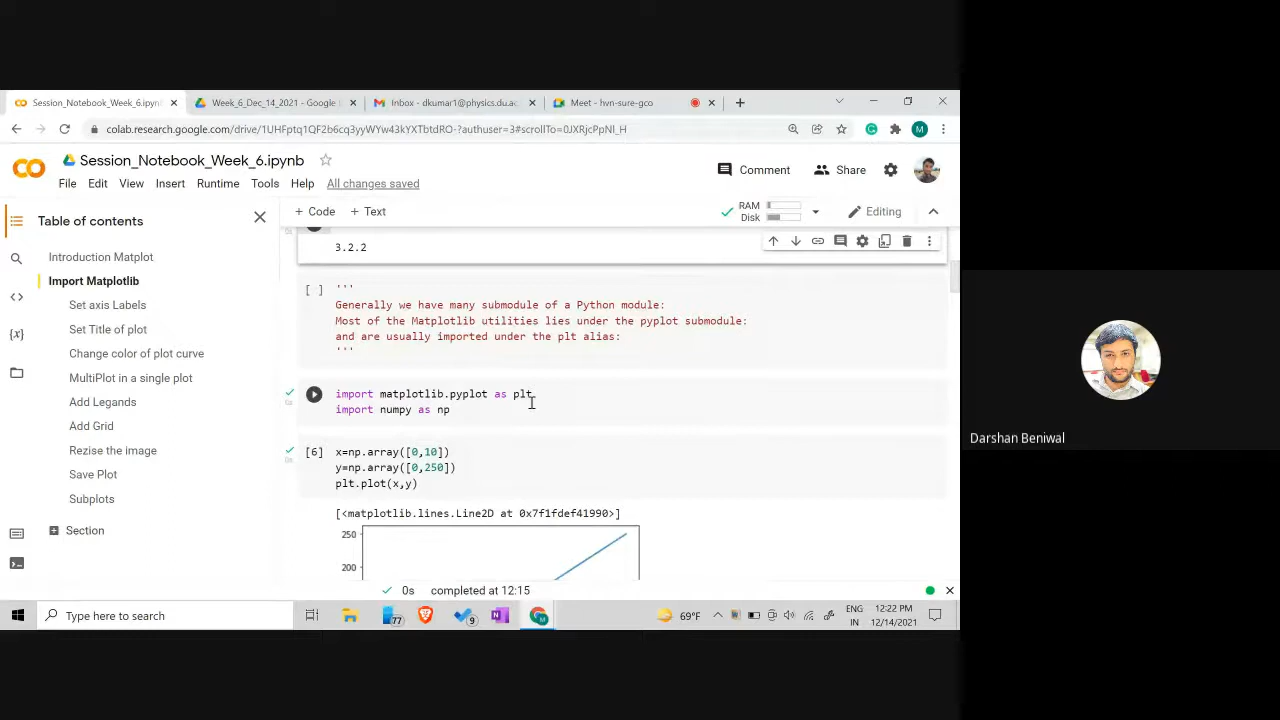 Session_Notebook_Week_6.ipynb
Week_6_Dec_14_2021 - Google
Inbox - dkumar1@physics.du.ac
Meet - hvn-sure-gco
colab.research.google.com/drive/1UHFptq1QF2b6cq3yyWYw43kYXTbtdRO-?authuser=3#scrollTo=0JXRjcPpNl_H
M
Session_Notebook_Week_6.ipynb
Comment
Share
File Edit View Insert Runtime Tools Help All changes saved
+ Code + Text
RAM
Disk
Editing
Table of contents
Introduction Matplot
Import Matplotlib
Set axis Labels
Set Title of plot
Change color of plot curve
MultiPlot in a single plot
Add Legands
Add Grid
Rezise the image
Save Plot
Subplots
Section
3.2.2
[ ] '''
Generally we have many submodule of a Python module:
Most of the Matplotlib utilities lies under the pyplot submodule:
and are usually imported under the plt alias:
'''
import matplotlib.pyplot as plt
import numpy as np
[6] x=np.array([0,10])
y=np.array([0,250])
plt.plot(x,y)
[<matplotlib.lines.Line2D at 0x7f1fdef41990>]
250
200
0s completed at 12:15
Type here to search
77
9
69°F
ENG
IN
12:22 PM
12/14/2021
Darshan Beniwal